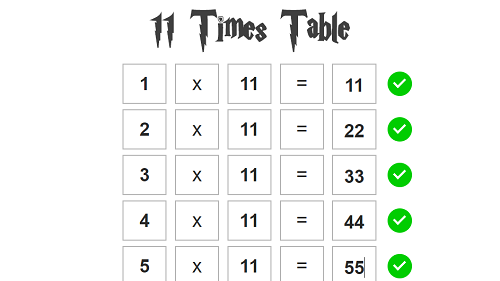 11 Times Table
1 x 11 = 11
2 x 11 = 22
3 x 11 = 33
4 x 11 = 44
5 x 11 = 55